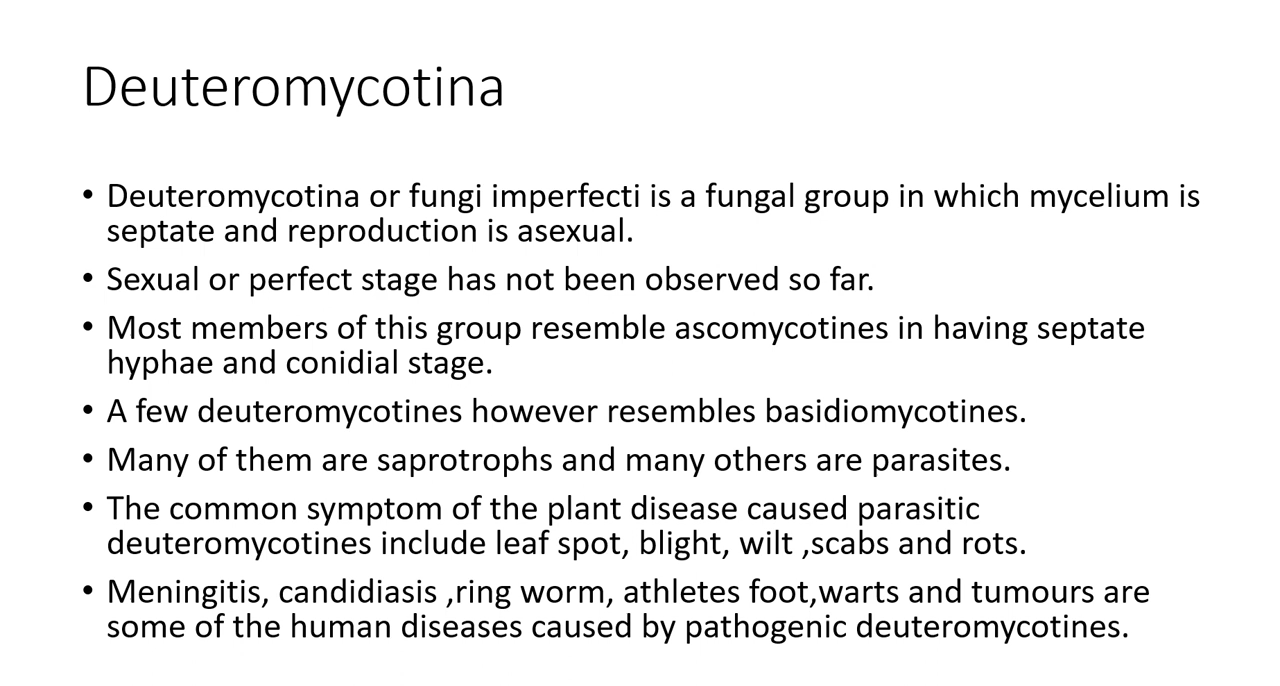 Deuteromycotina
• Deuteromycotina or fungi imperfecti is a fungal group in which mycelium is
septate and reproduction is asexual.
• Sexual or perfect stage has not been observed so far.
• Most members of this group resemble ascomycotines in having septate
hyphae and conidial stage.
• A few deuteromycotines however resembles basidiomycotines.
• Many of them are saprotrophs and many others are parasites.
• The common symptom of the plant disease caused parasitic
deuteromycotines include leaf spot, blight, wilt ,scabs and rots.
• Meningitis, candidiasis ,ring worm, athletes foot,warts and tumours are
some of the human diseases caused by pathogenic deuteromycotines.